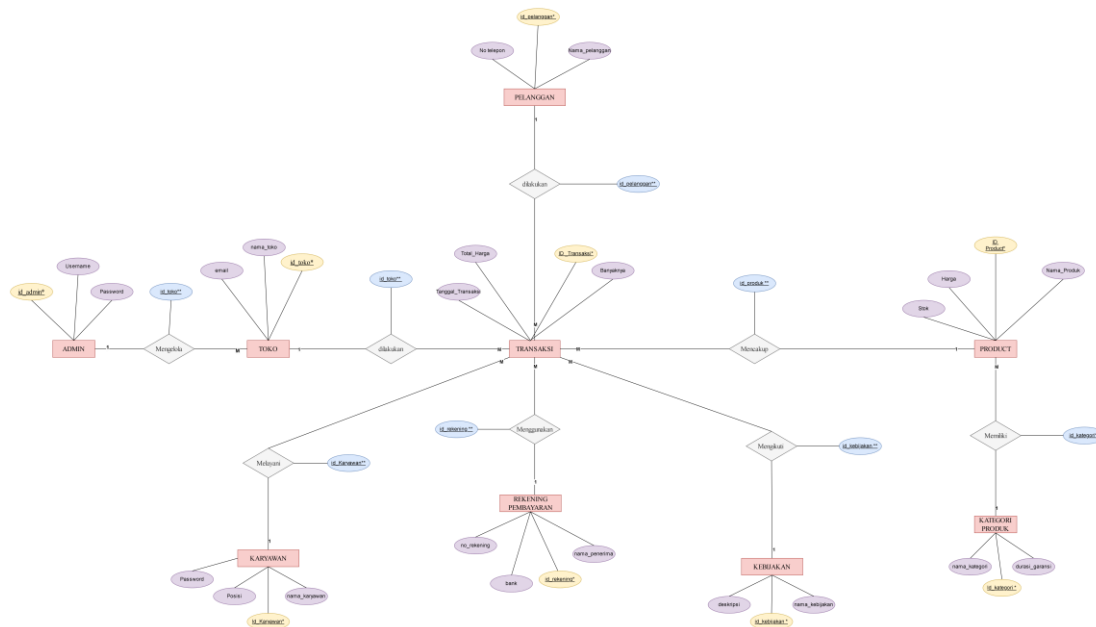 id_pelanggan*
No telepon
Nama_pelanggan
PELANGGAN
1
dilakukan
id_pelanggan**
nama_toko
Total_Harga
ID_Transaksi*
ID_
Product*
Username
email
id_toko*
id_toko**
Banyaknya
id_produk **
Harga
Nama_Produk
id_admin*
Password
id_toko**
Tanggal_Transaksi
Stok
M
ADMIN
1
Mengelola
M
TOKO
1
dilakukan
M
TRANSAKSI
M
Mencakup
1
PRODUCT
M
M
M
M
id_rekening **
Menggunakan
Mengikuti
id_kebijakan **
Memiliki
id_kategori**
Melayani
id_Karyawan**
1
REKENING
PEMBAYARAN
1
KATEGORI
PRODUK
1
KARYAWAN
no_rekening
nama_penerima
1
KEBIJAKAN
nama_kategori
durasi_garansi
Password
Posisi
nama_karyawan
bank
id_rekening*
id_kategori *
deskripsi
nama_kebijakan
id_Karyawan*
id_kebijakan *